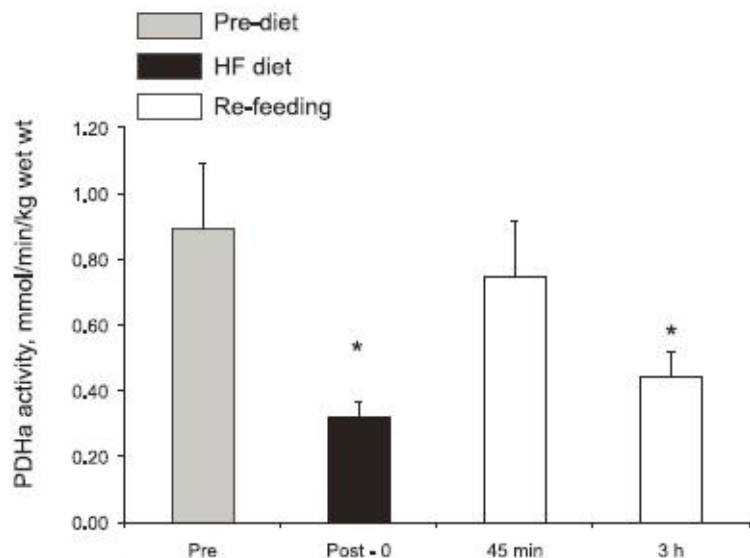 Pre-diet
HF diet
Re-feeding
PDHa activity, mmol/min/kg wet wt
1.20
1,00
0.80
0.60
0.40
0.20
0.00
*
*
Pre
Post - 0
45 min
3 h